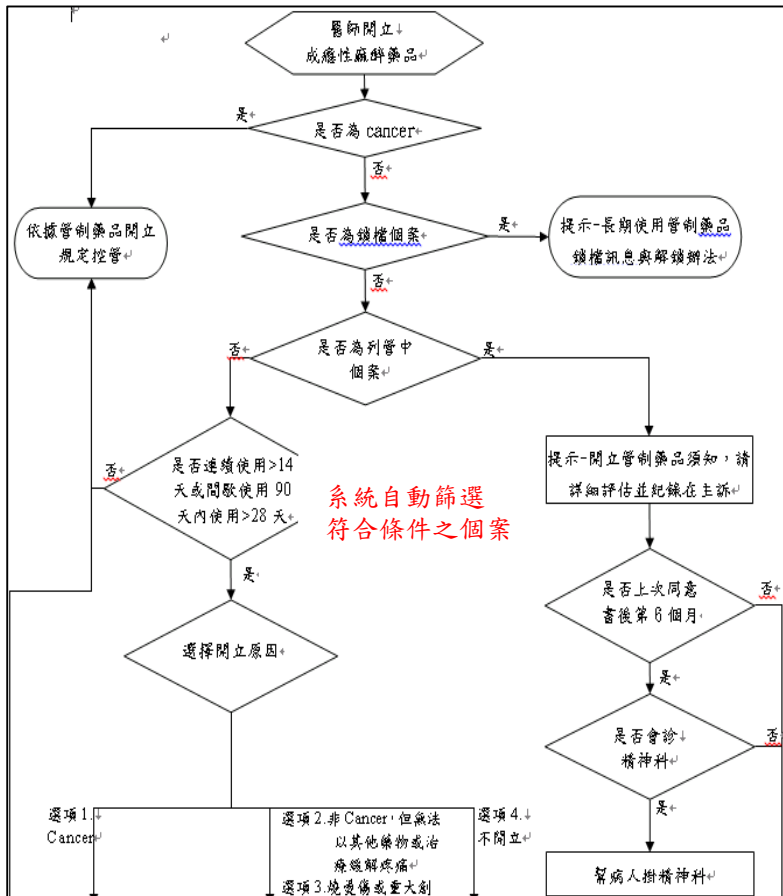 醫師開立
成癮性麻醉藥品
是
是否為 cancer
否
依據管制藥品開立
規定控管
是否為鎖檔個案
是
提示-長期使用管制藥品
鎖檔訊息與解鎖辦法
否
否
是否為列管中
個案
是
否
是否連續使用>14
天或間歇使用 90
天內使用>28 天
系統自動篩選
符合條件之個案
提示-開立管制藥品須知，請
詳細評估並紀錄在主訴
是
是否上次同意
書後第 6 個月
否
選擇開立原因
是
是否會診
精神科
否
是
選項 1.
Cancer
選項 2.非 Cancer，但無法
以其他藥物或治
療緩解疼痛
選項 3.燒燙傷或重大創
選項 4.
不開立
幫病人掛精神科